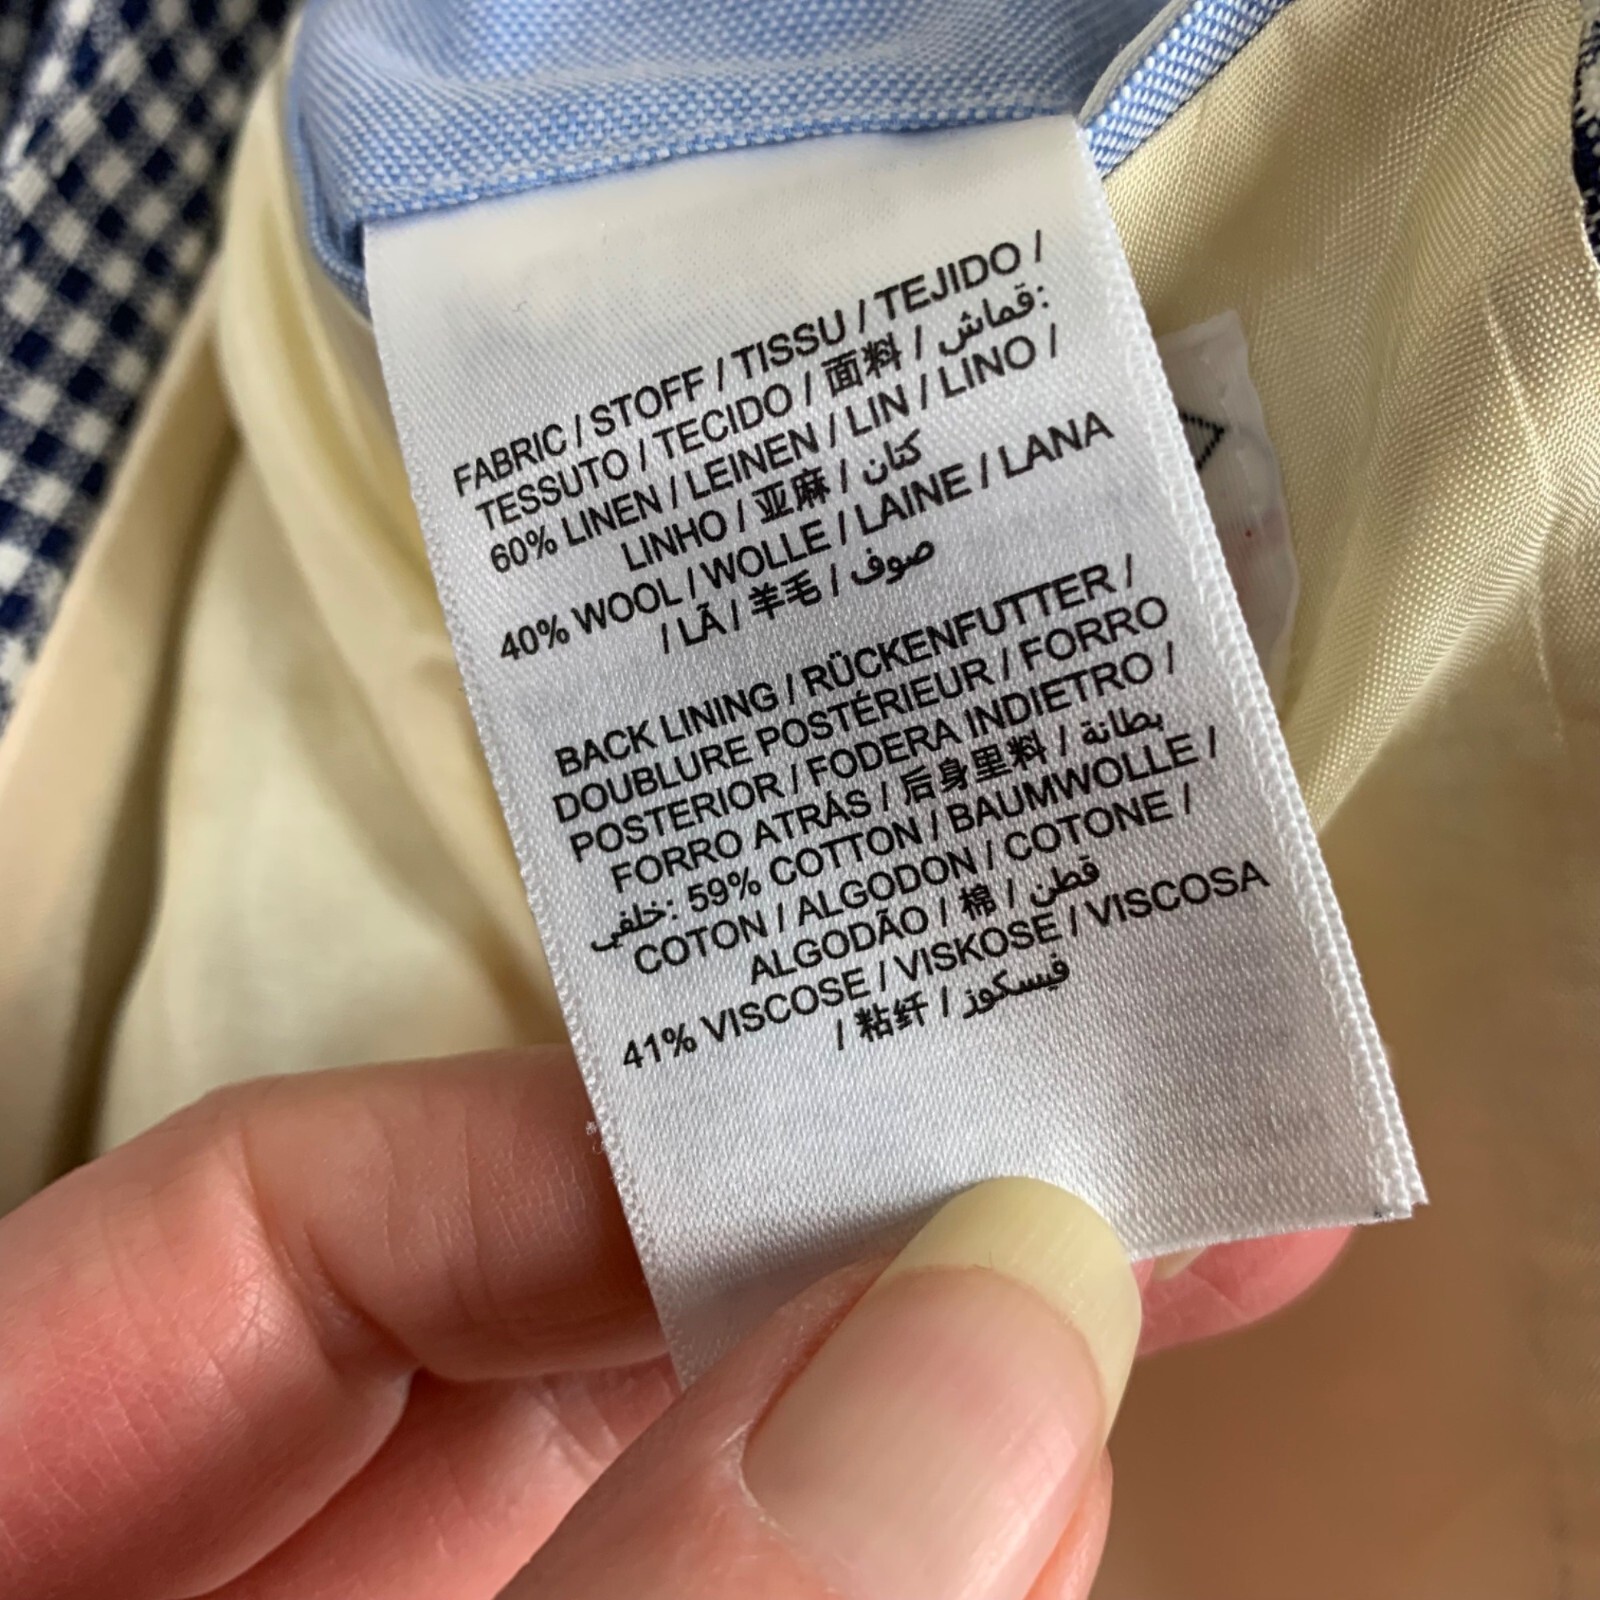 FABRIC / STOFF / TISSU / TEJIDO /
TESSUTO / TECIDO / 面料 / قماش:
60% LINEN / LEINEN / LIN / LINO /
LINHO / 亚麻 / كتان
40% WOOL / WOLLE / LAINE / LANA
/ LÃ / 羊毛 / صوف
BACK LINING / RÜCKENFUTTER /
DOUBLURE POSTÉRIEUR / FORRO
POSTERIOR / FODERA INDIETRO /
FORRO ATRÁS / 后身里料 / بطانة
خلفي: 59% COTTON / BAUMWOLLE /
COTON / ALGODON / COTONE /
ALGODÃO / 棉 / قطن
41% VISCOSE / VISKOSE / VISCOSA
/ 粘纤 / فيسكوز